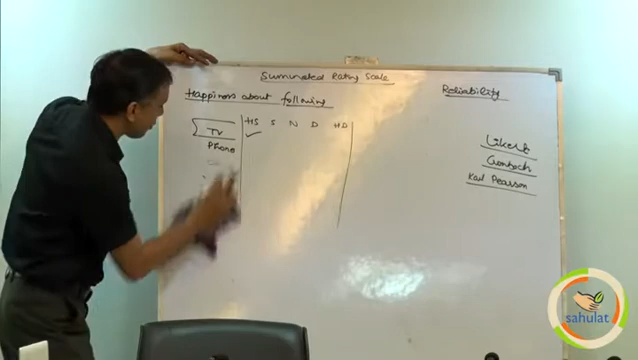 Summated Rating Scale
Happiness about following
Reliability
HS S N D HD
TV
Phone
Likert
Cronbach
Karl Pearson
sahulat